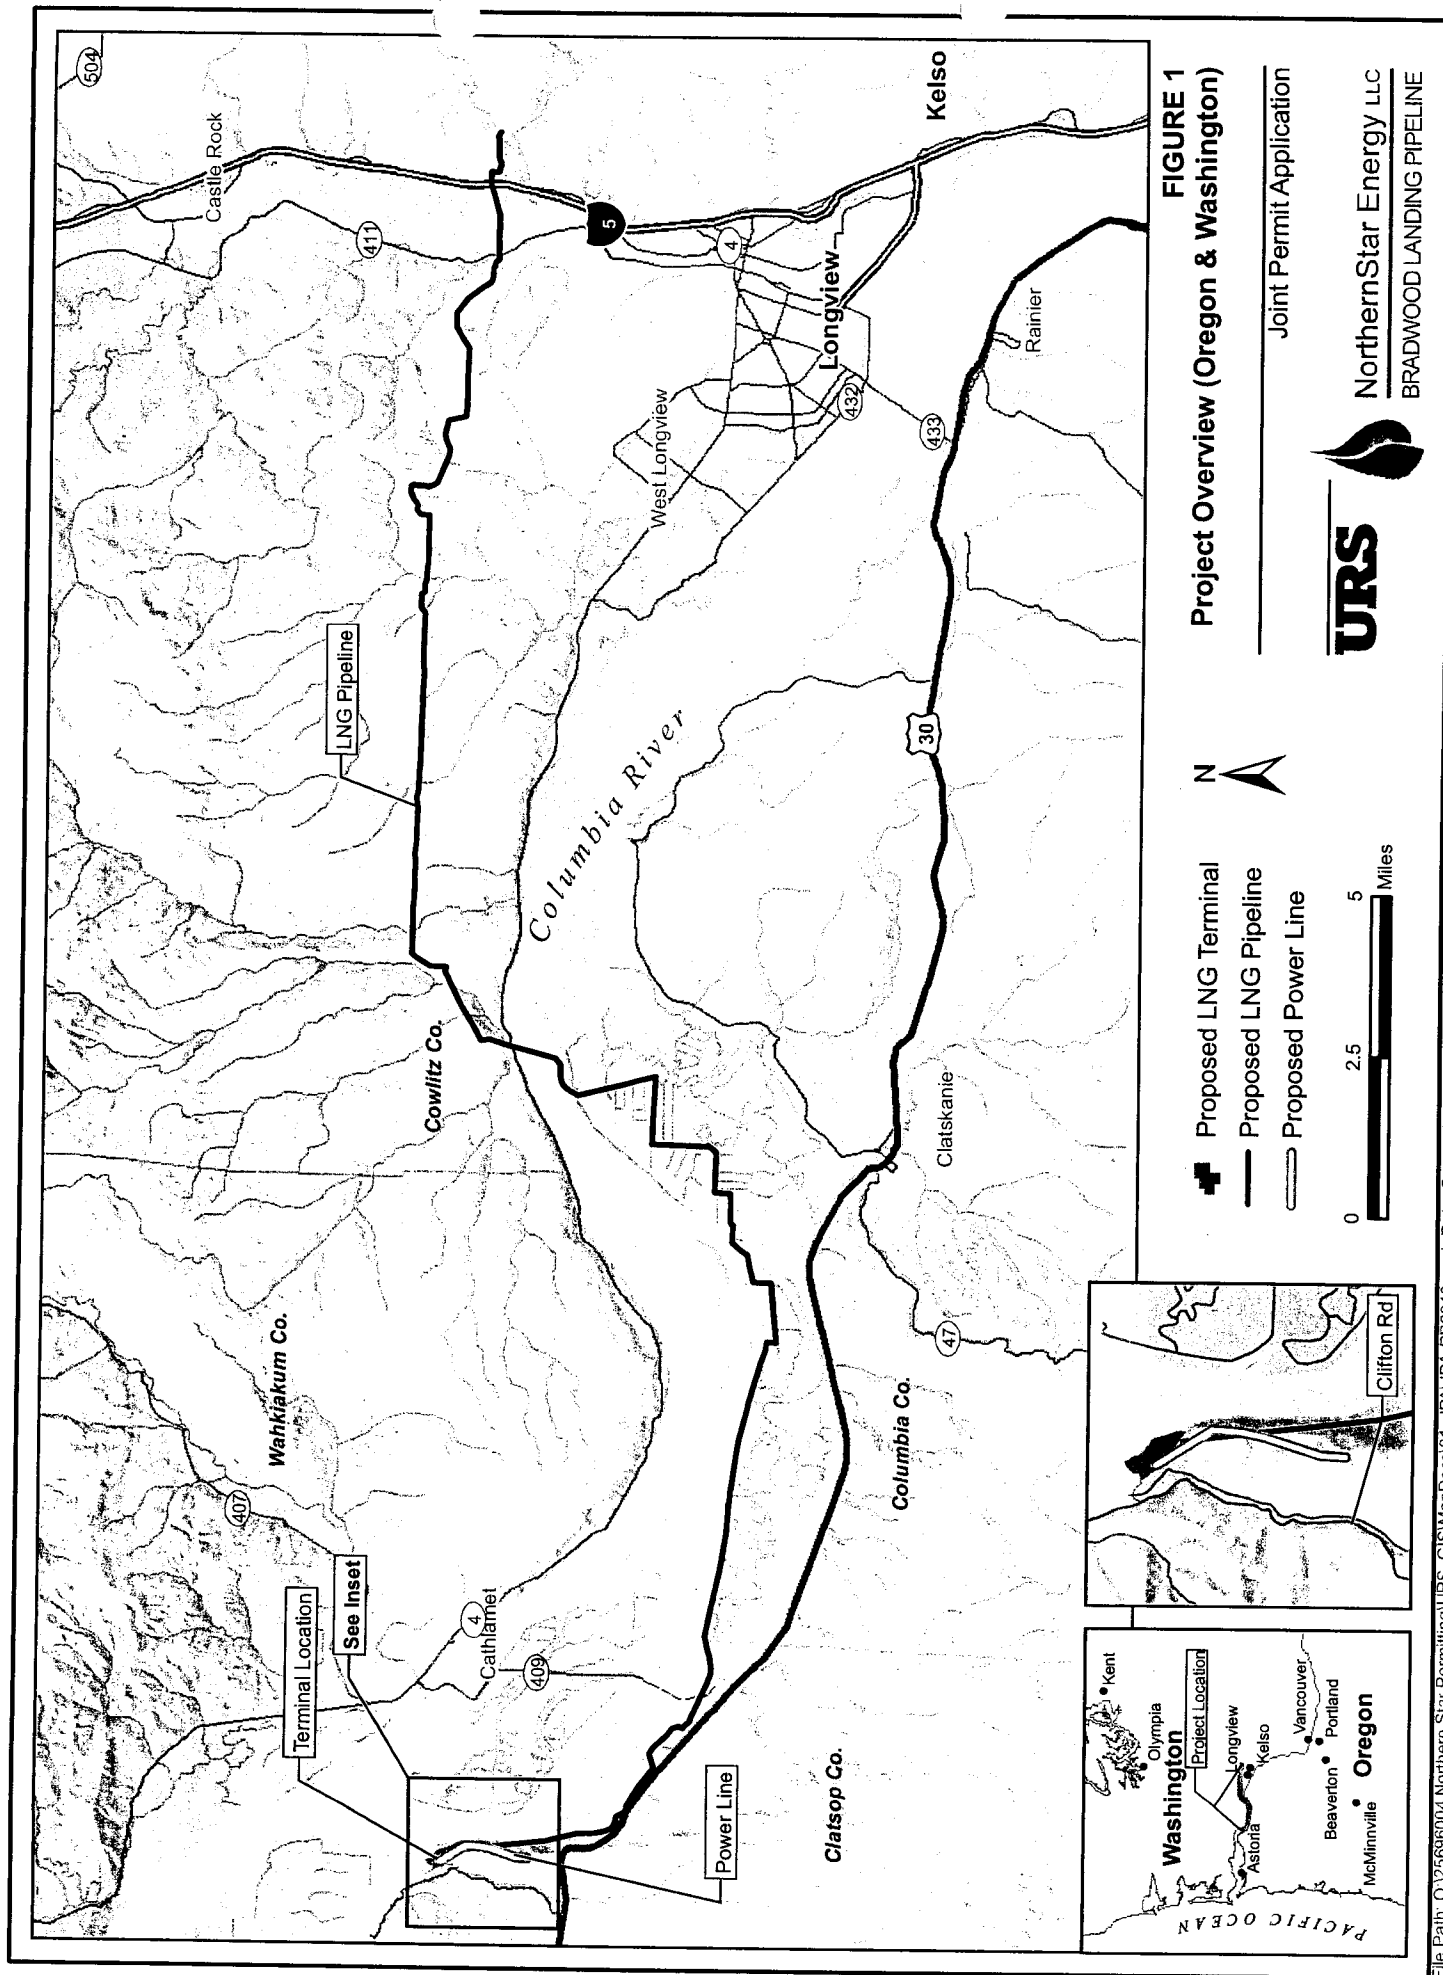 504
Castle Rock
411
5
4
Kelso
Longview
432
433
Rainier
West Longview
LNG Pipeline
Columbia River
30
Cowlitz Co.
Clatskanie
Wahkiakum Co.
407
47
Columbia Co.
See Inset
Terminal Location
4
Cathlamet
409
Power Line
Clatsop Co.
Clifton Rd
Kent
Olympia
Washington
Project Location
Longview
Kelso
Vancouver
Portland
Beaverton
Oregon
McMinnville
Astoria
PACIFIC OCEAN
Proposed LNG Terminal
Proposed LNG Pipeline
Proposed Power Line
0 2.5 5
Miles
N
FIGURE 1
Project Overview (Oregon & Washington)
Joint Permit Application
URS
NorthernStar Energy LLC
BRADWOOD LANDING PIPELINE